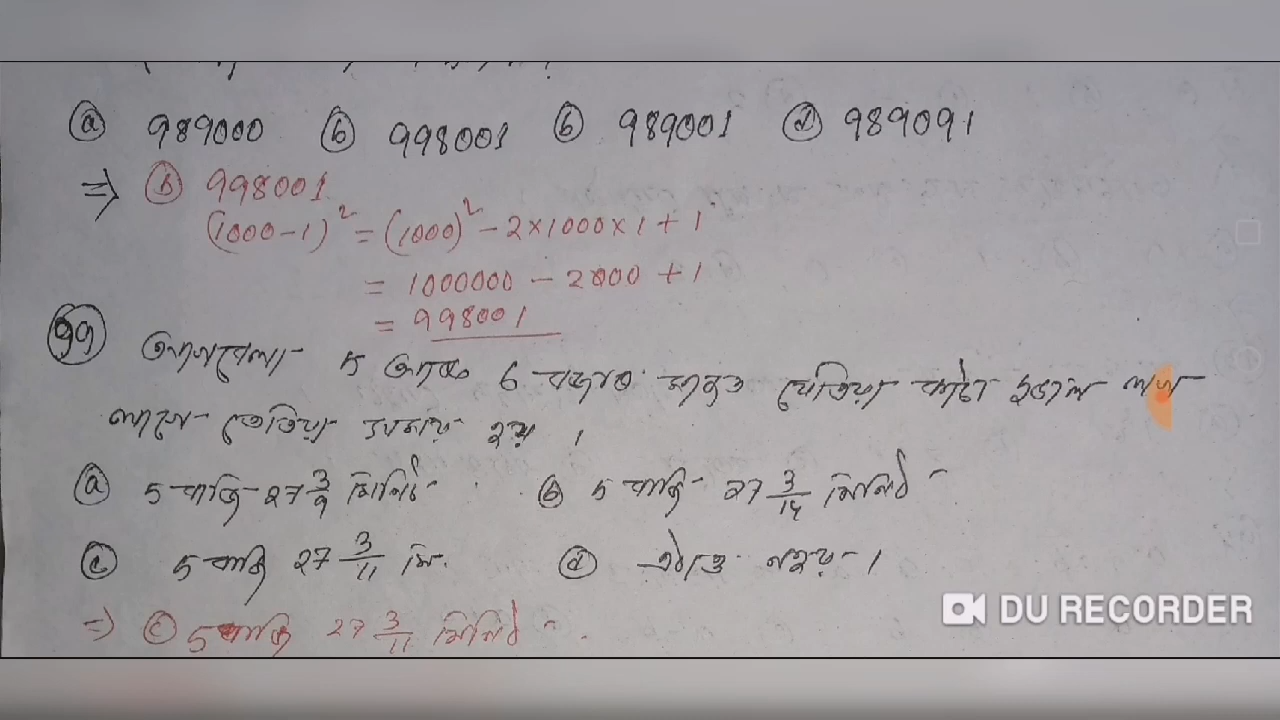 ⓐ 989000 ⓑ 998001 ⓑ 989001 ⓓ 989091
⇒ ⓑ 998001
(1000-1)² = (1000)² - 2×1000×1 + 1
= 1000000 - 2000 + 1
= 998001
99 5 আৰু 6 বজাৰ মাজত যেতিয়া কাটা দুডাল লগ
লাগে তেতিয়া সময় হয় ।
ⓐ 5 বাজি 27 3/9 মিনিট ⓑ 5 বাজি 27 3/14 মিনিট
ⓒ 5 বাজি 27 3/11 মি. ⓓ এটাও নহয় ।
⇒ ⓒ 5 বাজি 27 3/11 মিনিট
DU RECORDER